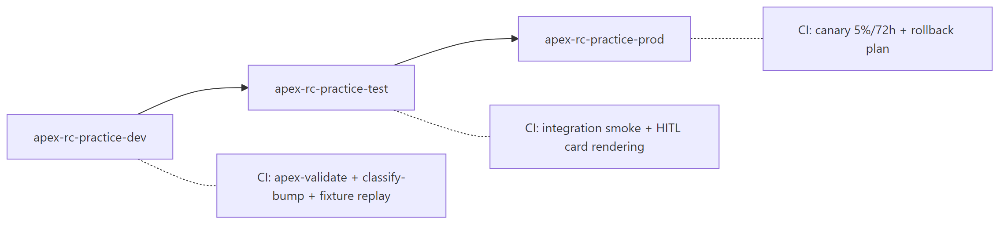 apex-rc-practice-dev
CI: apex-validate + classify-
bump + fixture replay
apex-rc-practice-test
CI: integration smoke + HITL
card rendering
apex-rc-practice-prod
CI: canary 5%/72h + rollback
plan